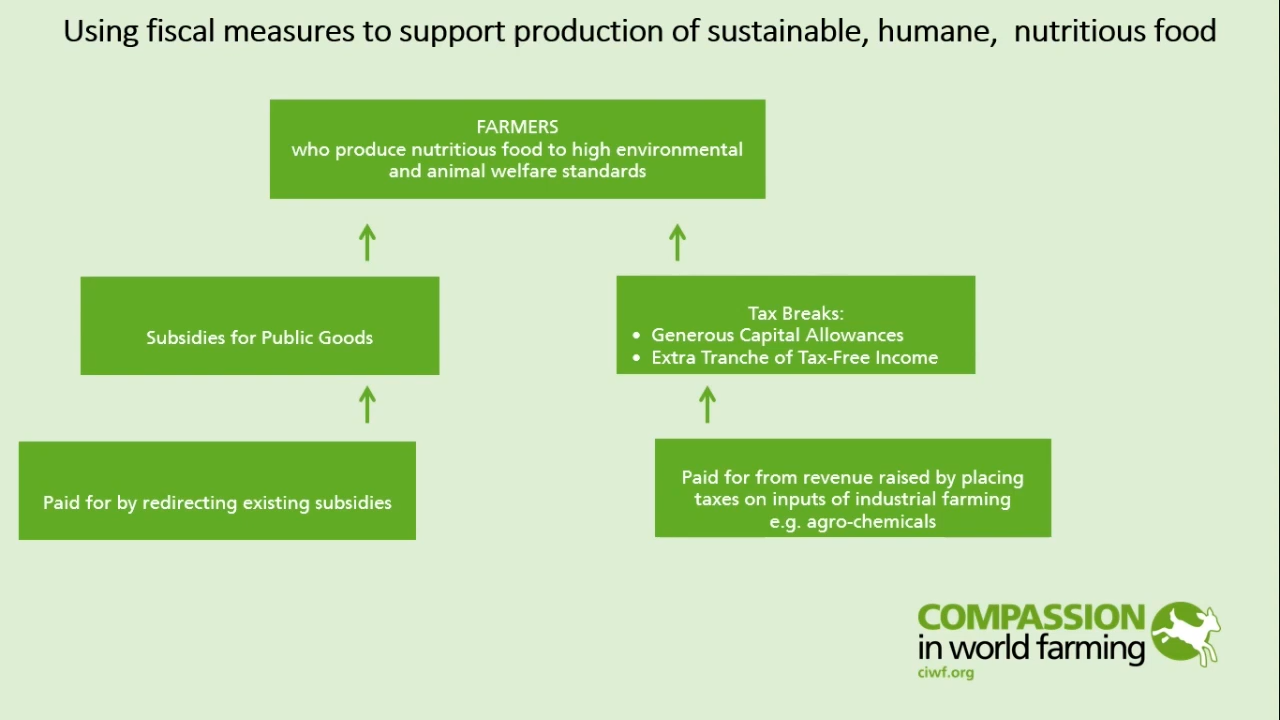 Using fiscal measures to support production of sustainable, humane, nutritious food
FARMERS
who produce nutritious food to high environmental
and animal welfare standards
Subsidies for Public Goods
Tax Breaks:
• Generous Capital Allowances
• Extra Tranche of Tax-Free Income
Paid for by redirecting existing subsidies
Paid for from revenue raised by placing
taxes on inputs of industrial farming
e.g. agro-chemicals
COMPASSION
in world farming
ciwf.org